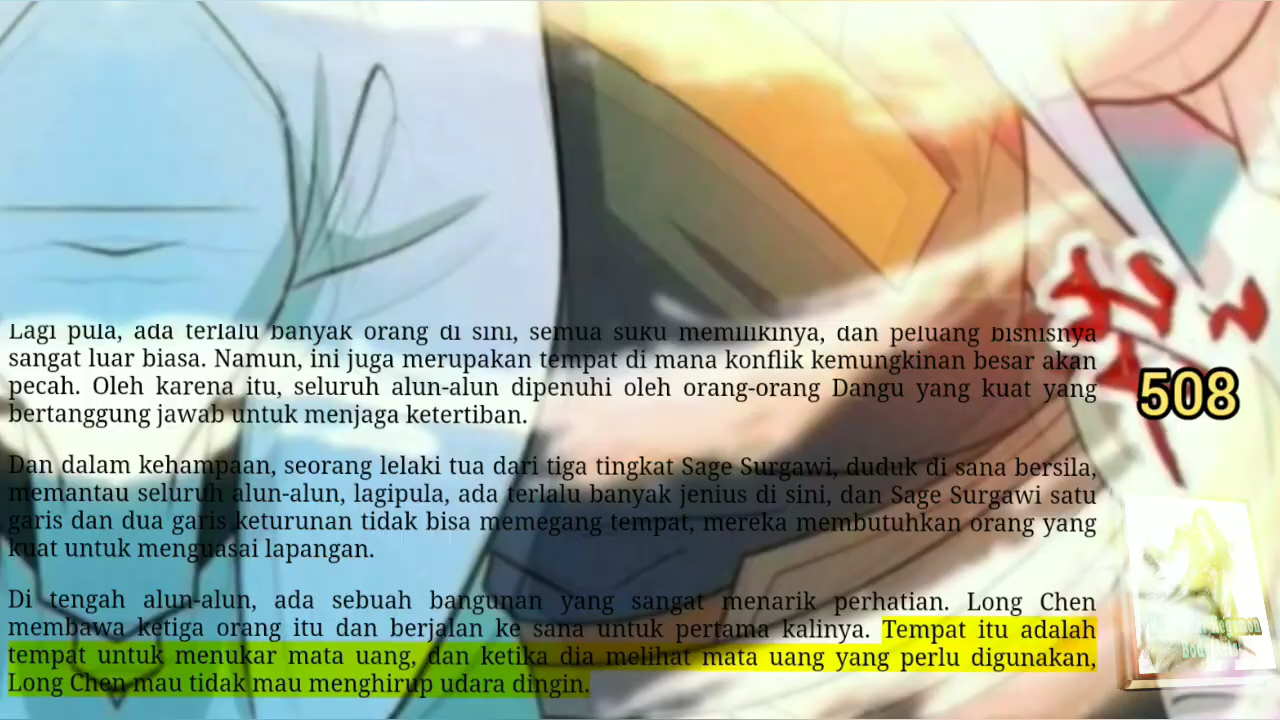 Lagi pula, ada terlalu banyak orang di sini, semua suku memilikinya, dan peluang bisnisnya
sangat luar biasa. Namun, ini juga merupakan tempat di mana konflik kemungkinan besar akan
pecah. Oleh karena itu, seluruh alun-alun dipenuhi oleh orang-orang Dangu yang kuat yang
bertanggung jawab untuk menjaga ketertiban.
508
Dan dalam kehampaan, seorang lelaki tua dari tiga tingkat Sage Surgawi, duduk di sana bersila,
memantau seluruh alun-alun, lagipula, ada terlalu banyak jenius di sini, dan Sage Surgawi satu
garis dan dua garis keturunan tidak bisa memegang tempat, mereka membutuhkan orang yang
kuat untuk menguasai lapangan.
Di tengah alun-alun, ada sebuah bangunan yang sangat menarik perhatian. Long Chen
membawa ketiga orang itu dan berjalan ke sana untuk pertama kalinya. Tempat itu adalah
tempat untuk menukar mata uang, dan ketika dia melihat mata uang yang perlu digunakan,
Long Chen mau tidak mau menghirup udara dingin.